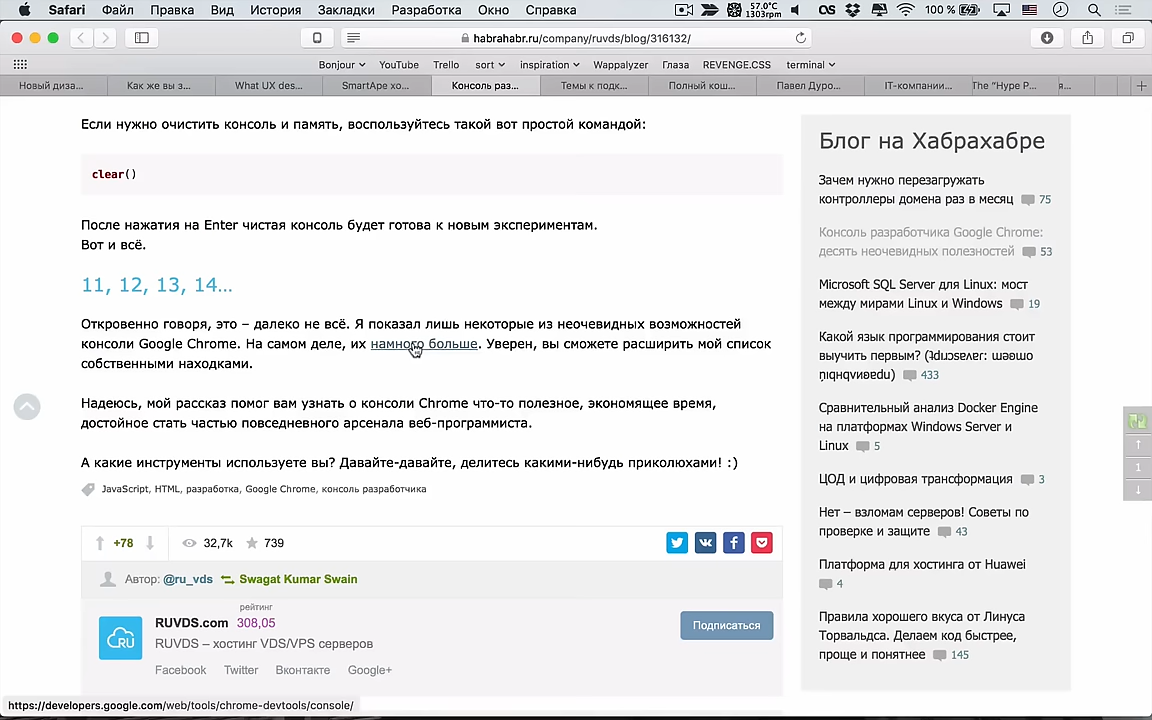 Safari Файл Правка Вид История Закладки Разработка Окно Справка 57.0°C 1303rpm 100 %
habrahabr.ru/company/ruvds/blog/316132/
Bonjour YouTube Trello sort inspiration Wappalyzer Глаза REVENGE.CSS terminal
Новый диза... Как же вы з... What UX des... SmartApe хо... Консоль раз... Темы к подк... Полный кош... Павел Дуро... IT-компании... The "Hype P... я...
Если нужно очистить консоль и память, воспользуйтесь такой вот простой командой:
clear()
После нажатия на Enter чистая консоль будет готова к новым экспериментам.
Вот и всё.
11, 12, 13, 14...
Откровенно говоря, это – далеко не всё. Я показал лишь некоторые из неочевидных возможностей
консоли Google Chrome. На самом деле, их намного больше. Уверен, вы сможете расширить мой список
собственными находками.
Надеюсь, мой рассказ помог вам узнать о консоли Chrome что-то полезное, экономящее время,
достойное стать частью повседневного арсенала веб-программиста.
А какие инструменты используете вы? Давайте-давайте, делитесь какими-нибудь приколюхами! :)
JavaScript, HTML, разработка, Google Chrome, консоль разработчика
+78 32,7k 739
Автор: @ru_vds Swagat Kumar Swain
рейтинг
RUVDS.com 308,05
RUVDS – хостинг VDS/VPS серверов
Подписаться
Facebook Twitter Вконтакте Google+
Блог на Хабрахабре
Зачем нужно перезагружать
контроллеры домена раз в месяц 75
Консоль разработчика Google Chrome:
десять неочевидных полезностей 53
Microsoft SQL Server для Linux: мост
между мирами Linux и Windows 19
Какой язык программирования стоит
выучить первым?
433
Сравнительный анализ Docker Engine
на платформах Windows Server и
Linux 5
ЦОД и цифровая трансформация 3
Нет – взломам серверов! Советы по
проверке и защите 43
Платформа для хостинга от Huawei
4
Правила хорошего вкуса от Линуса
Торвальдса. Делаем код быстрее,
проще и понятнее 145
1
https://developers.google.com/web/tools/chrome-devtools/console/